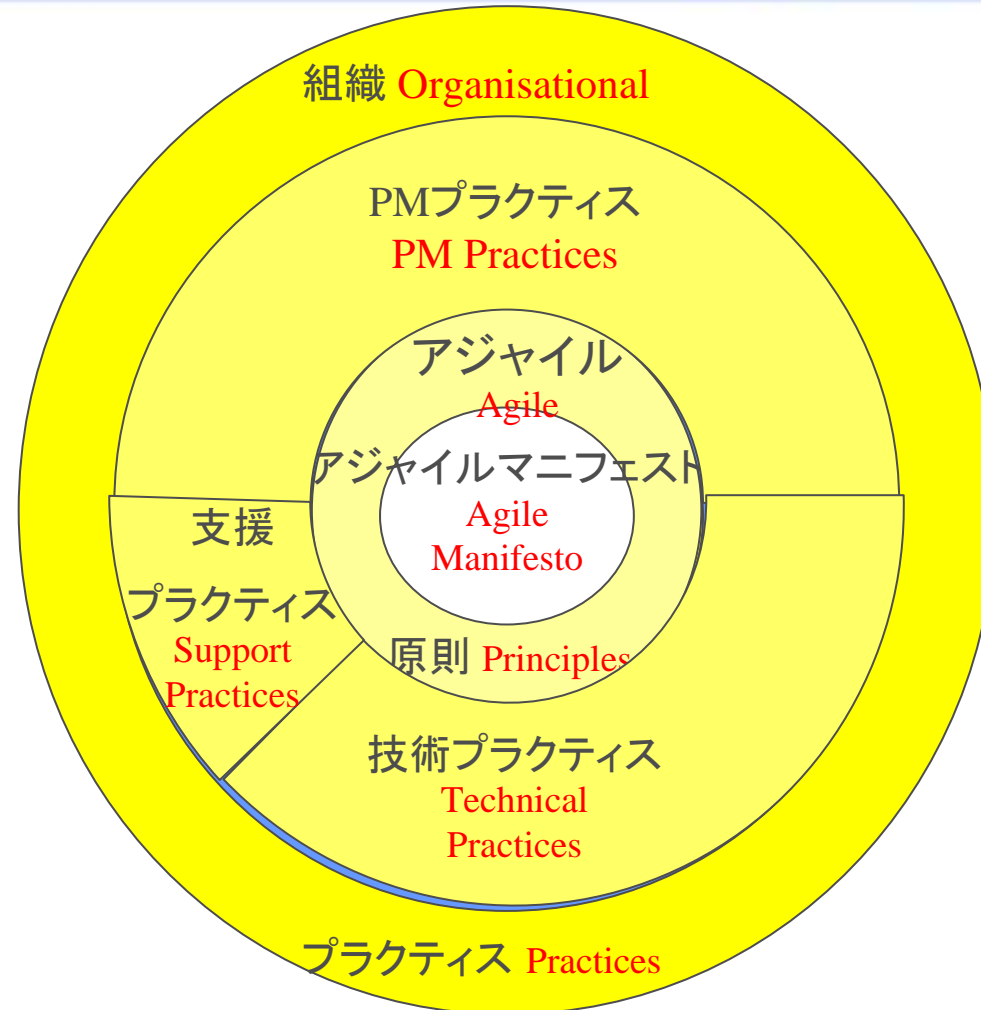 組織 Organisational
PMプラクティス
PM Practices
アジャイル
Agile
アジャイルマニフェスト
Agile
Manifesto
支援
プラクティス
Support
Practices
原則 Principles
技術プラクティス
Technical
Practices
プラクティス Practices